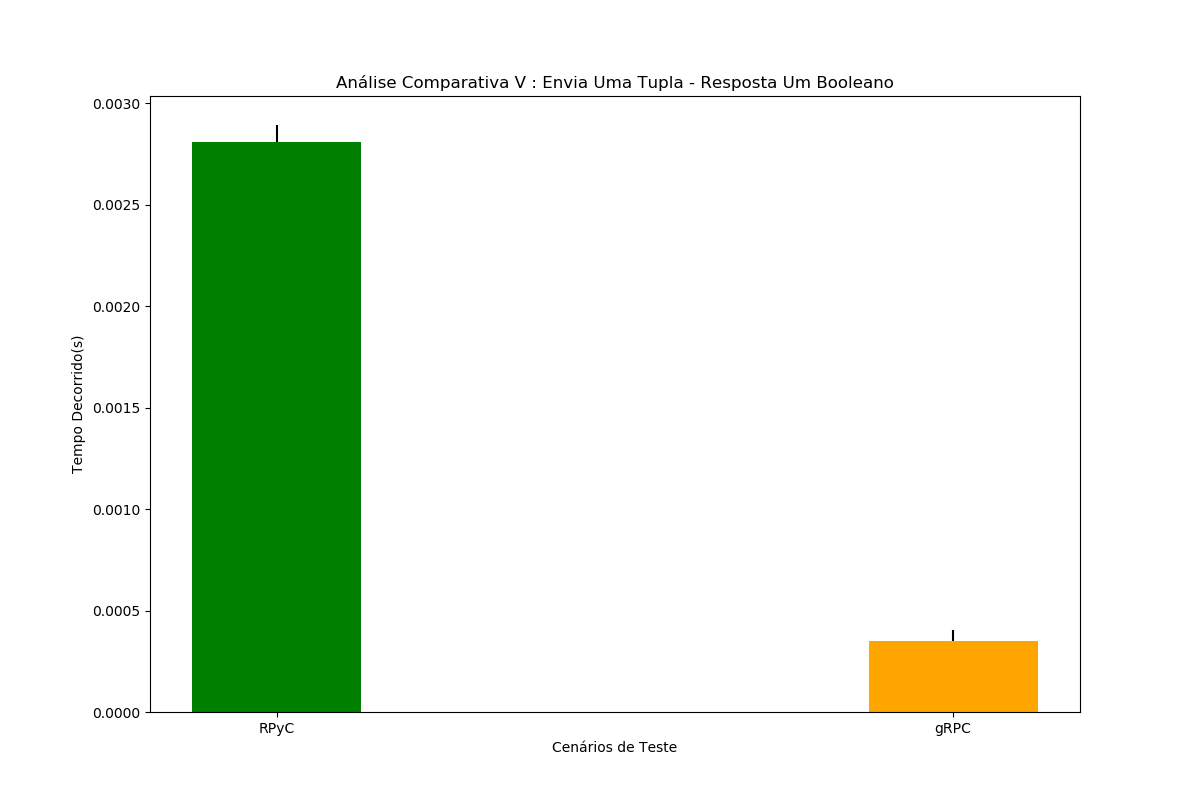 Análise Comparativa V : Envia Uma Tupla - Resposta Um Booleano
0.0030
0.0025
0.0020
0.0015
0.0010
0.0005
0.0000
Tempo Decorrido(s)
RPyC
gRPC
Cenários de Teste